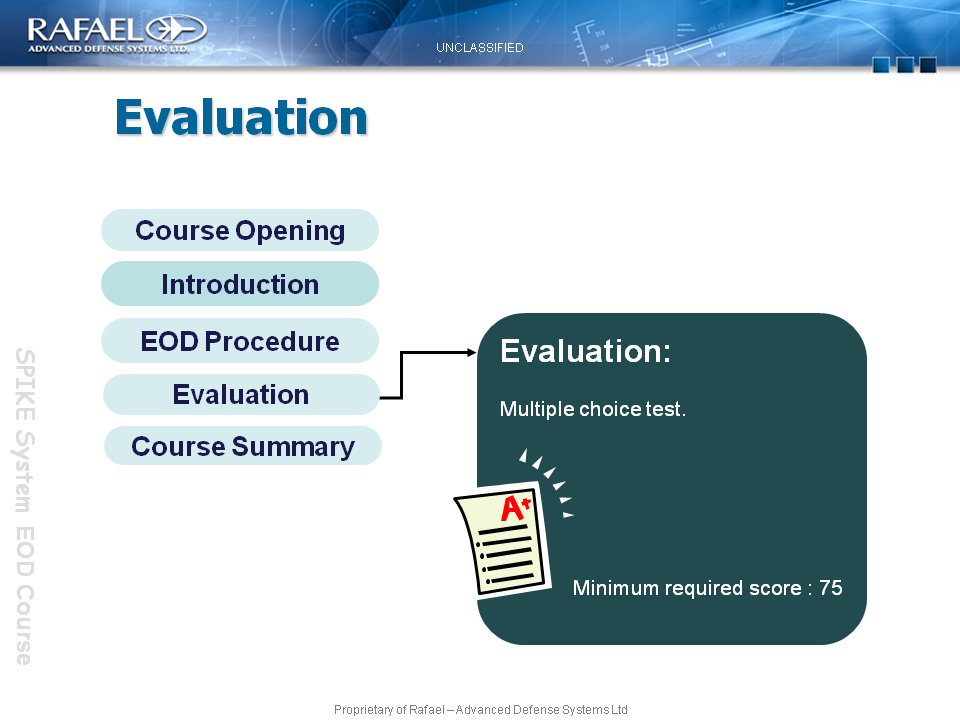 RAFAEL
ADVANCED DEFENSE SYSTEMS LTD.
UNCLASSIFIED
Evaluation
Course Opening
Introduction
EOD Procedure
Evaluation
Course Summary
Evaluation:
Multiple choice test.
A+
Minimum required score : 75
SPIKE System EOD Course
Proprietary of Rafael – Advanced Defense Systems Ltd